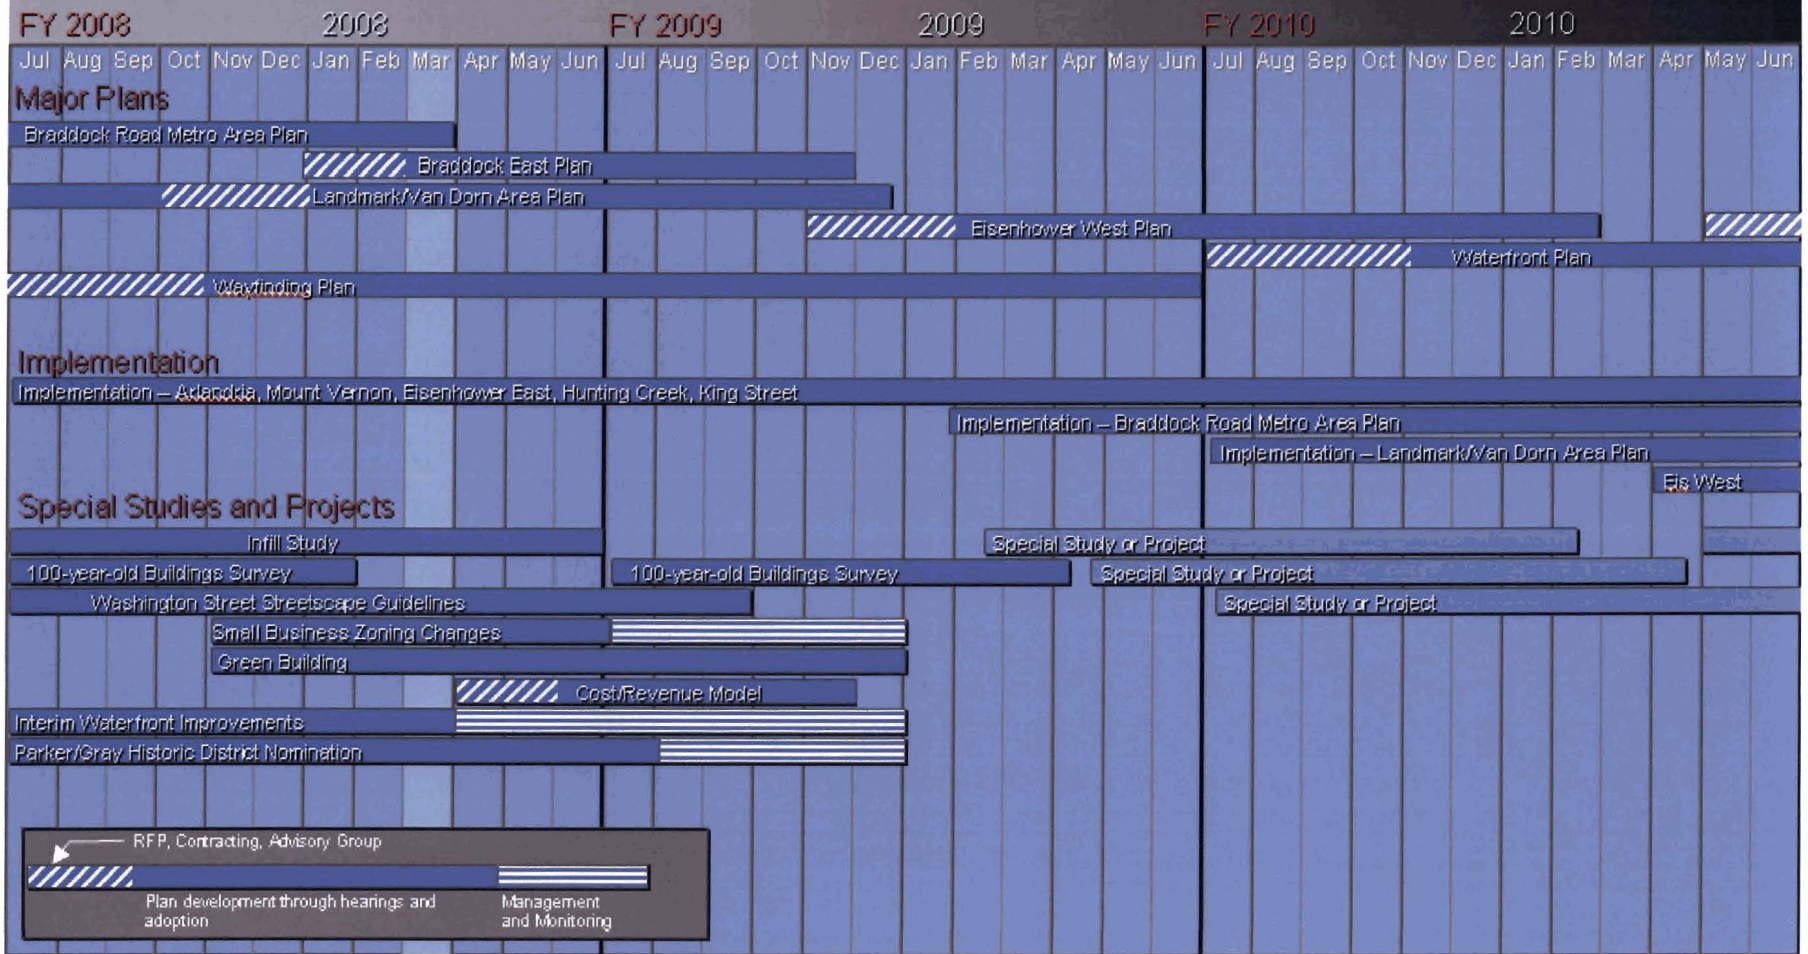 FY 2008 2008 FY 2009 2009 FY 2010 2010
Jul Aug Sep Oct Nov Dec Jan Feb Mar Apr May Jun Jul Aug Sep Oct Nov Dec Jan Feb Mar Apr May Jun Jul Aug Sep Oct Nov Dec Jan Feb Mar Apr May Jun
Major Plans
Braddock Road Metro Area Plan
Braddock East Plan
Landmark/Van Dorn Area Plan
Eisenhower West Plan
Waterfront Plan
Wayfinding Plan
Implementation
Implementation – Arlandria, Mount Vernon, Eisenhower East, Hunting Creek, King Street
Implementation – Braddock Road Metro Area Plan
Implementation – Landmark/Van Dorn Area Plan
Eis West
Special Studies and Projects
Infill Study Special Study or Project
100-year-old Buildings Survey 100-year-old Buildings Survey Special Study or Project
Washington Street Streetscape Guidelines Special Study or Project
Small Business Zoning Changes
Green Building
Cost/Revenue Model
Interim Waterfront Improvements
Parker/Gray Historic District Nomination
RFP, Contracting, Advisory Group
Plan development through hearings and
adoption
Management
and Monitoring